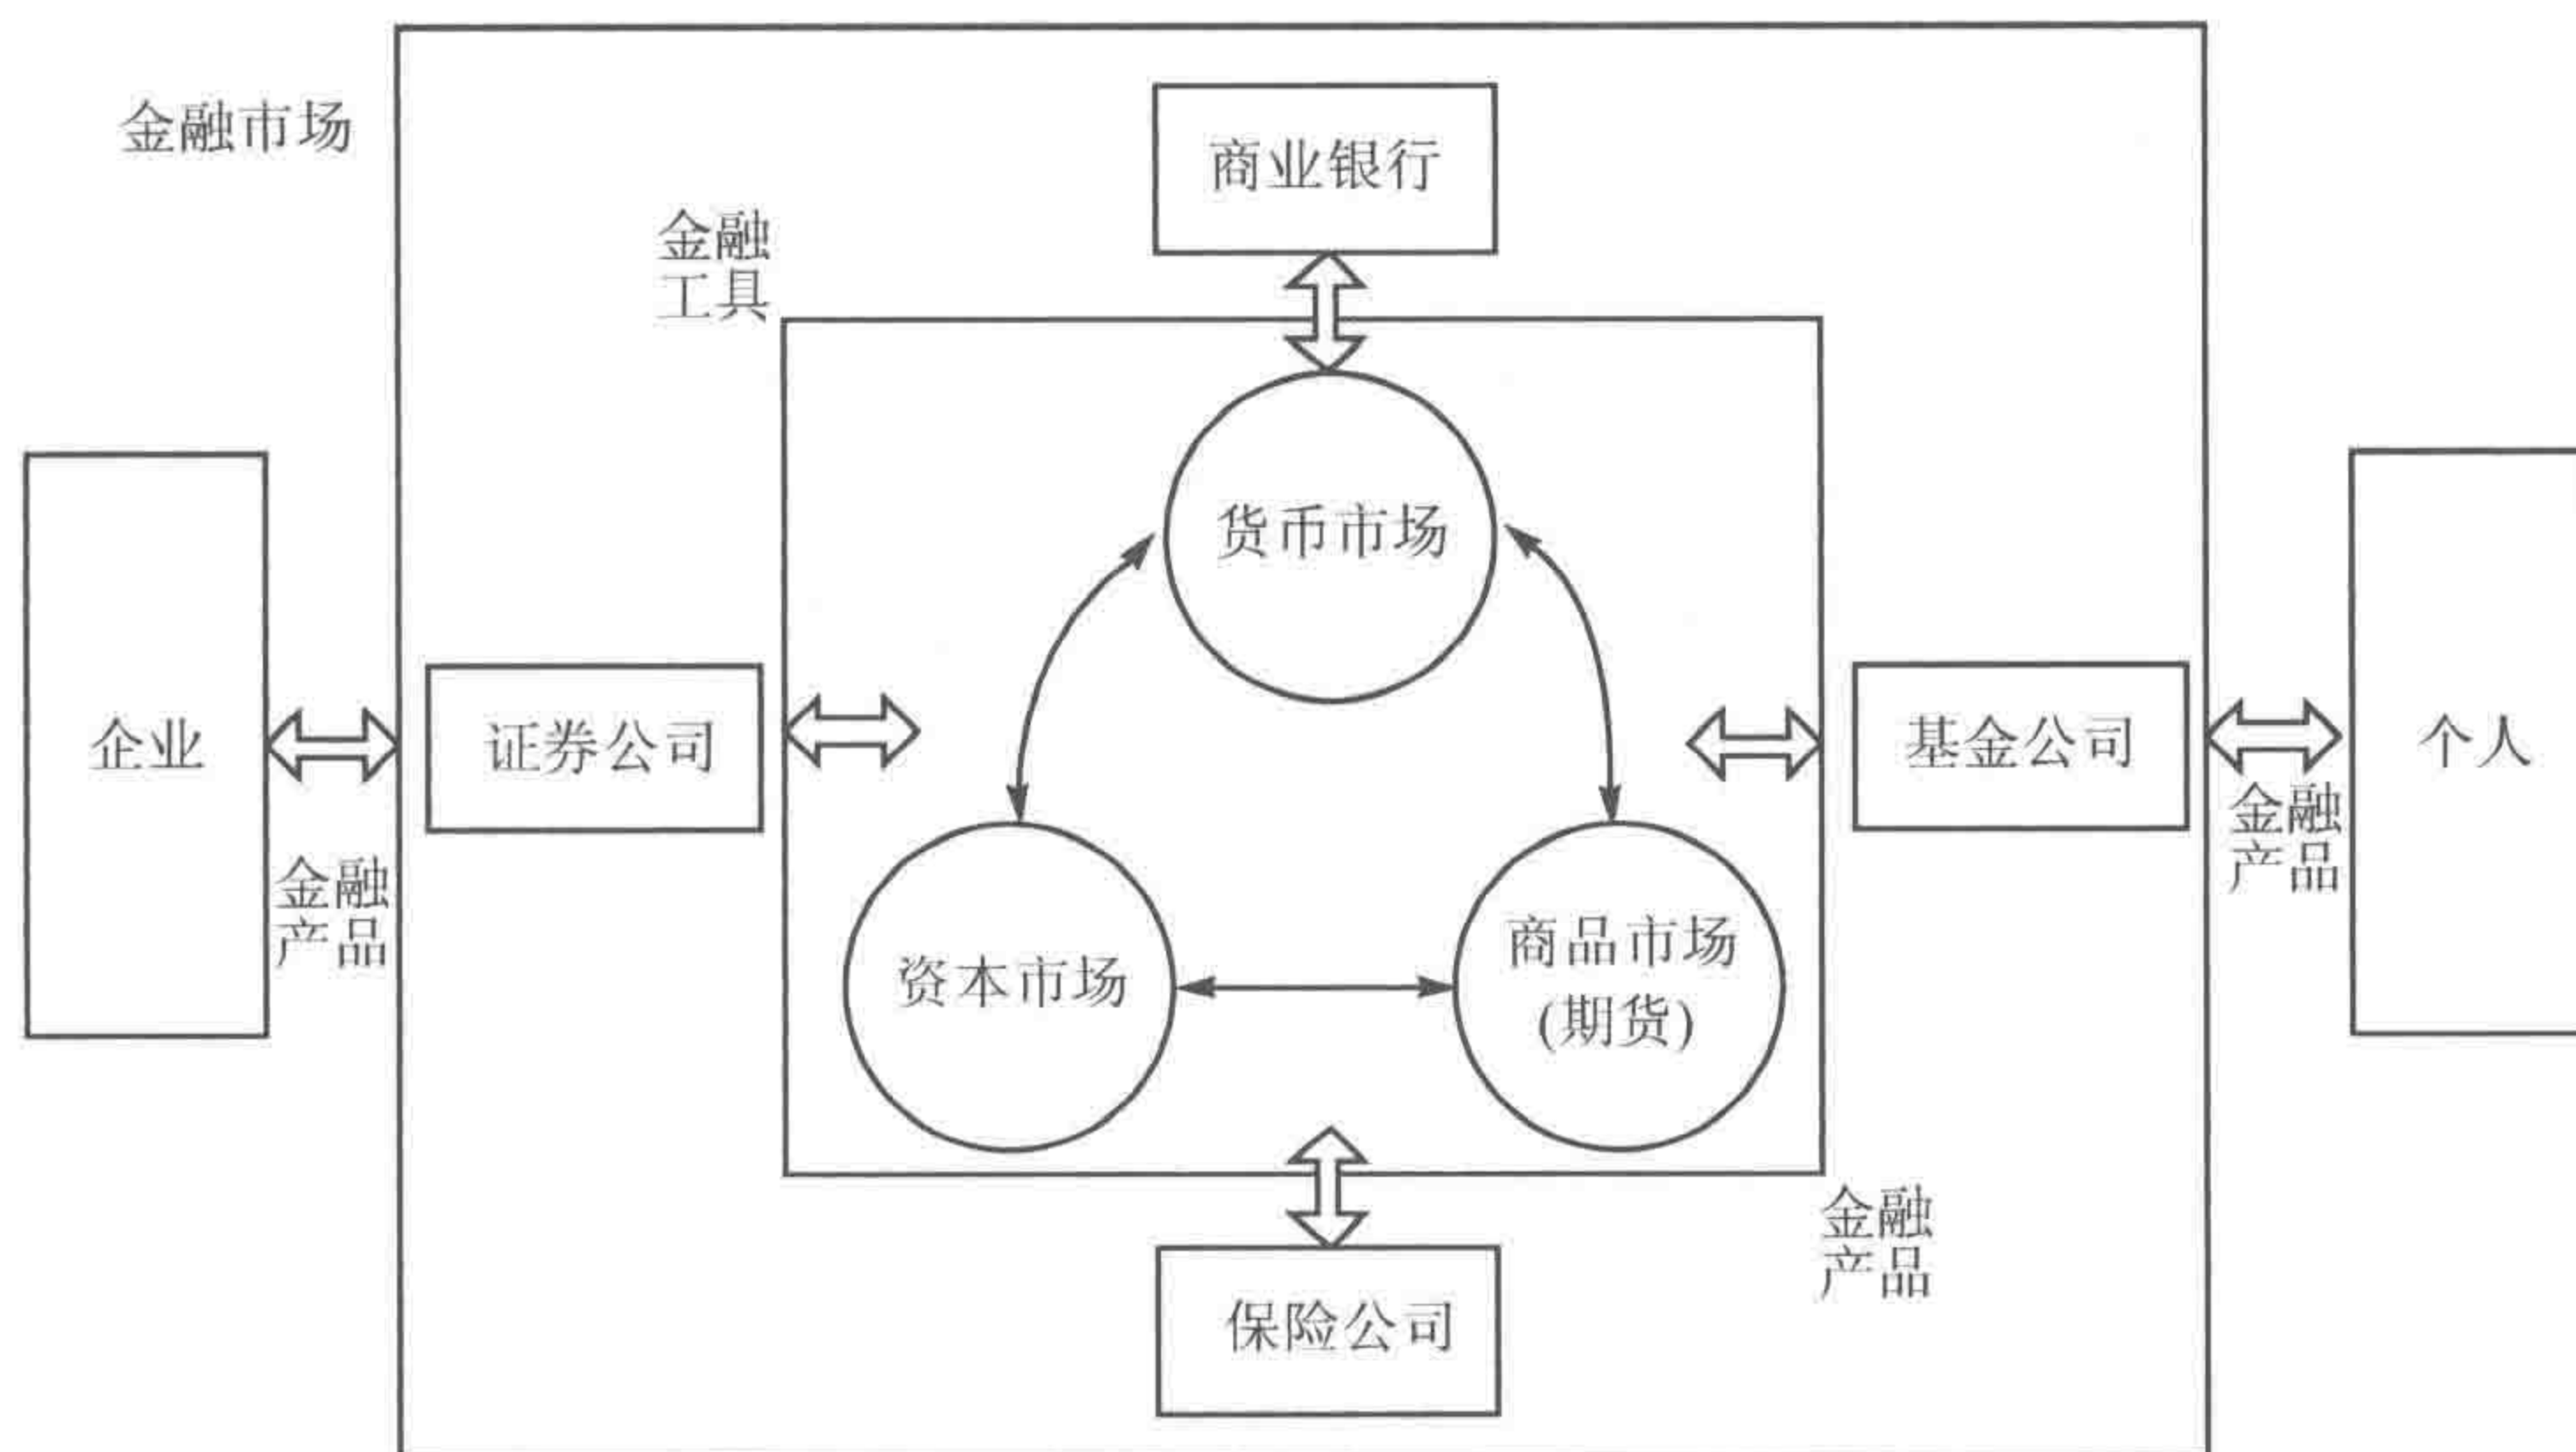 金融市场
商业银行
金融
工具
货币市场
企业
证券公司
基金公司
个人
金融
产品
金融
产品
资本市场
商品市场
(期货)
金融
产品
保险公司